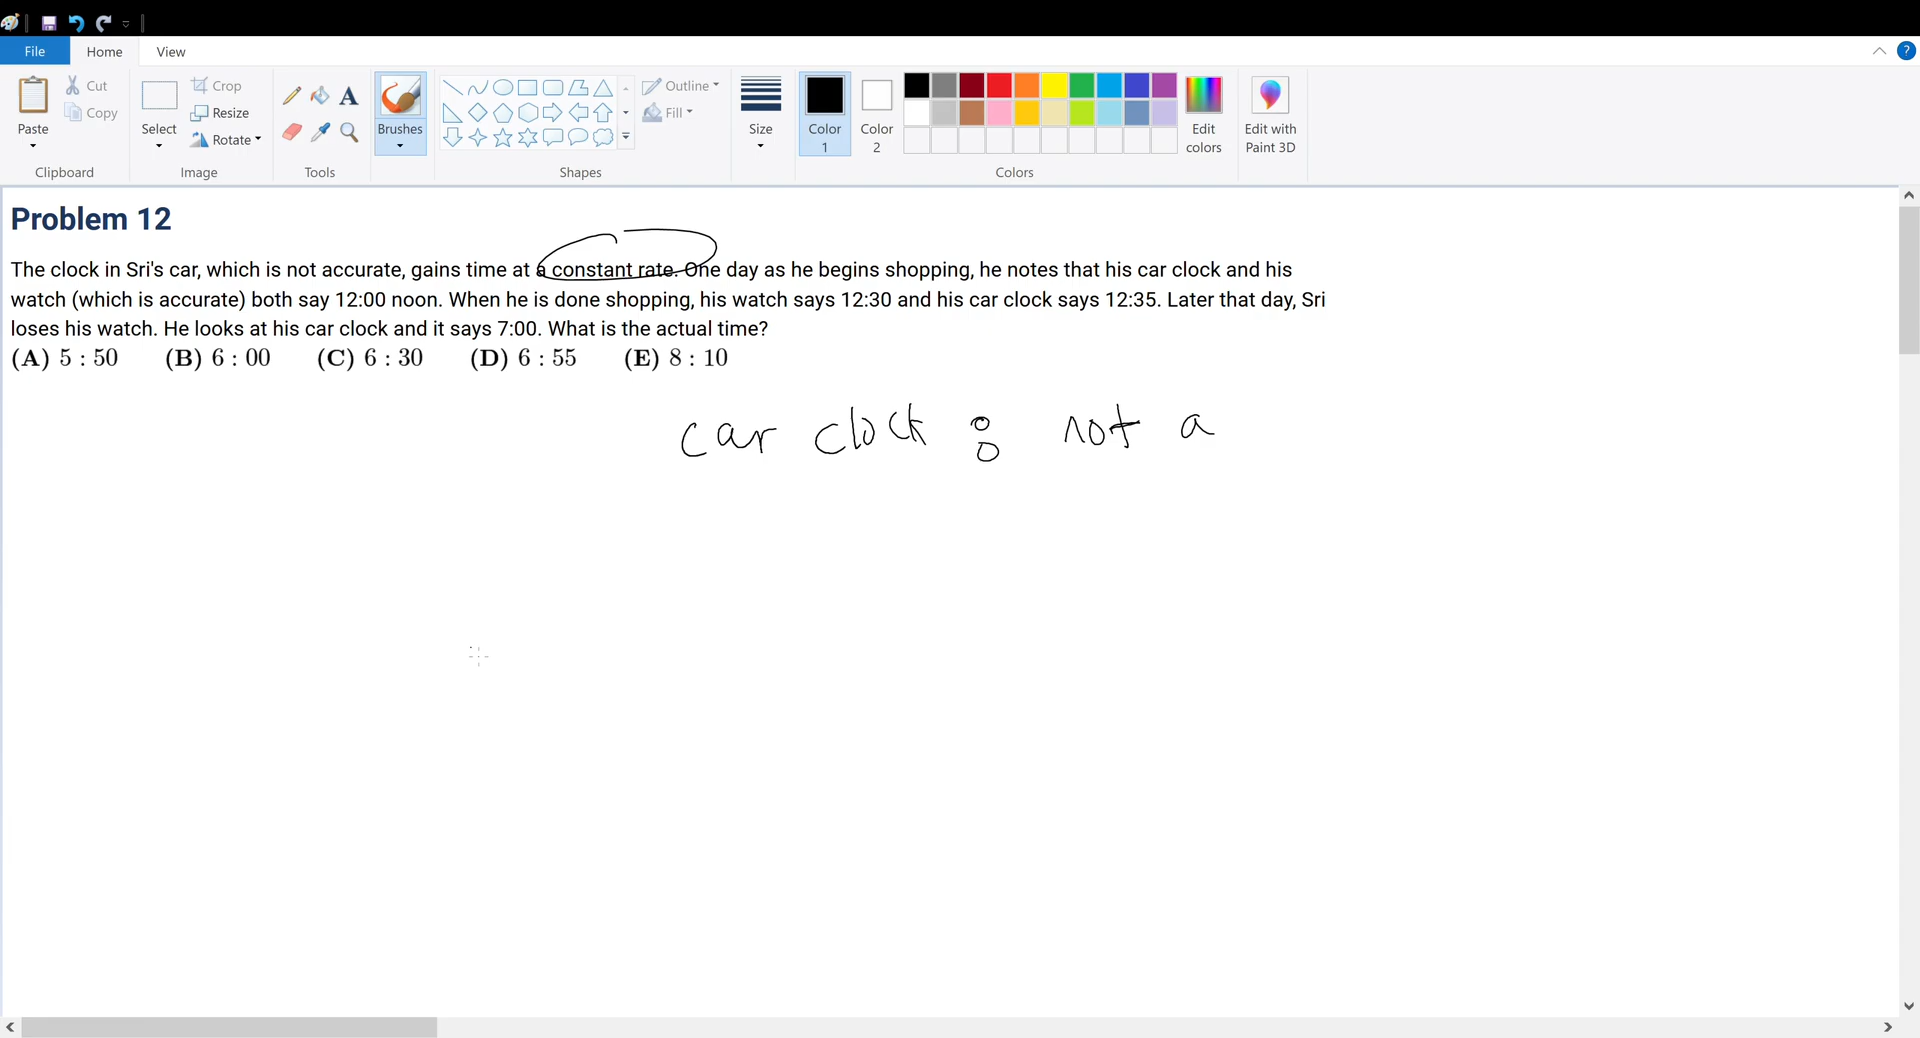 File Home View
Paste
Cut
Copy
Clipboard
Select
Crop
Resize
Rotate
Image
Tools
Brushes
Outline
Fill
Shapes
Size
Color 1
Color 2
Edit colors
Colors
Edit with Paint 3D
Problem 12
The clock in Sri's car, which is not accurate, gains time at a constant rate. One day as he begins shopping, he notes that his car clock and his
watch (which is accurate) both say 12:00 noon. When he is done shopping, his watch says 12:30 and his car clock says 12:35. Later that day, Sri
loses his watch. He looks at his car clock and it says 7:00. What is the actual time?
(A) 5 : 50 (B) 6 : 00 (C) 6 : 30 (D) 6 : 55 (E) 8 : 10
car clock : not a